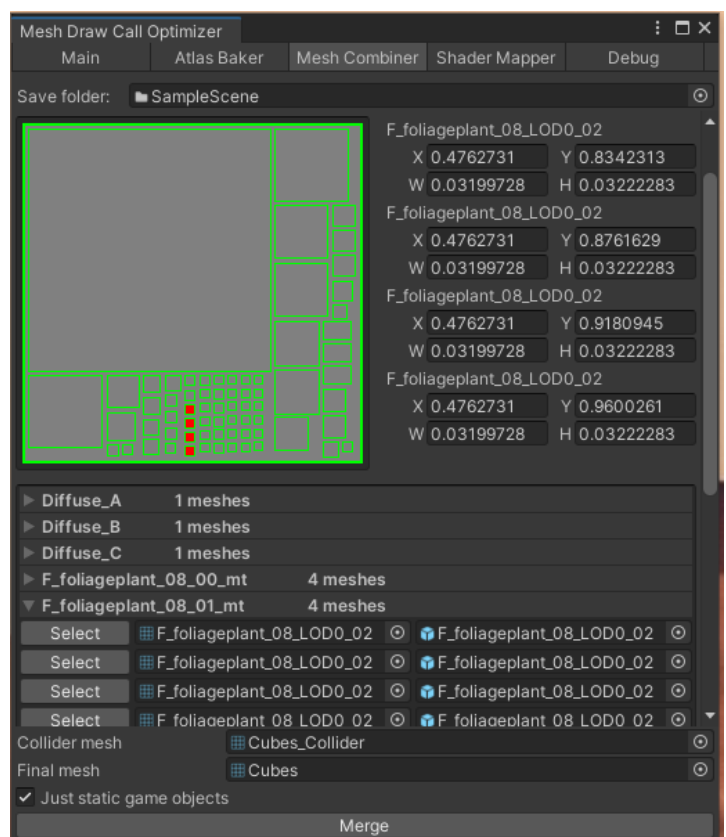 Mesh Draw Call Optimizer
Main Atlas Baker Mesh Combiner Shader Mapper Debug
Save folder: SampleScene
F_foliageplant_08_LOD0_02
X 0.4762731 Y 0.8342313
W 0.03199728 H 0.03222283
F_foliageplant_08_LOD0_02
X 0.4762731 Y 0.8761629
W 0.03199728 H 0.03222283
F_foliageplant_08_LOD0_02
X 0.4762731 Y 0.9180945
W 0.03199728 H 0.03222283
F_foliageplant_08_LOD0_02
X 0.4762731 Y 0.9600261
W 0.03199728 H 0.03222283
Diffuse_A 1 meshes
Diffuse_B 1 meshes
Diffuse_C 1 meshes
F_foliageplant_08_00_mt 4 meshes
F_foliageplant_08_01_mt 4 meshes
Select F_foliageplant_08_LOD0_02 F_foliageplant_08_LOD0_02
Select F_foliageplant_08_LOD0_02 F_foliageplant_08_LOD0_02
Select F_foliageplant_08_LOD0_02 F_foliageplant_08_LOD0_02
Select F_foliageplant_08_LOD0_02 F_foliageplant_08_LOD0_02
Collider mesh Cubes_Collider
Final mesh Cubes
Just static game objects
Merge